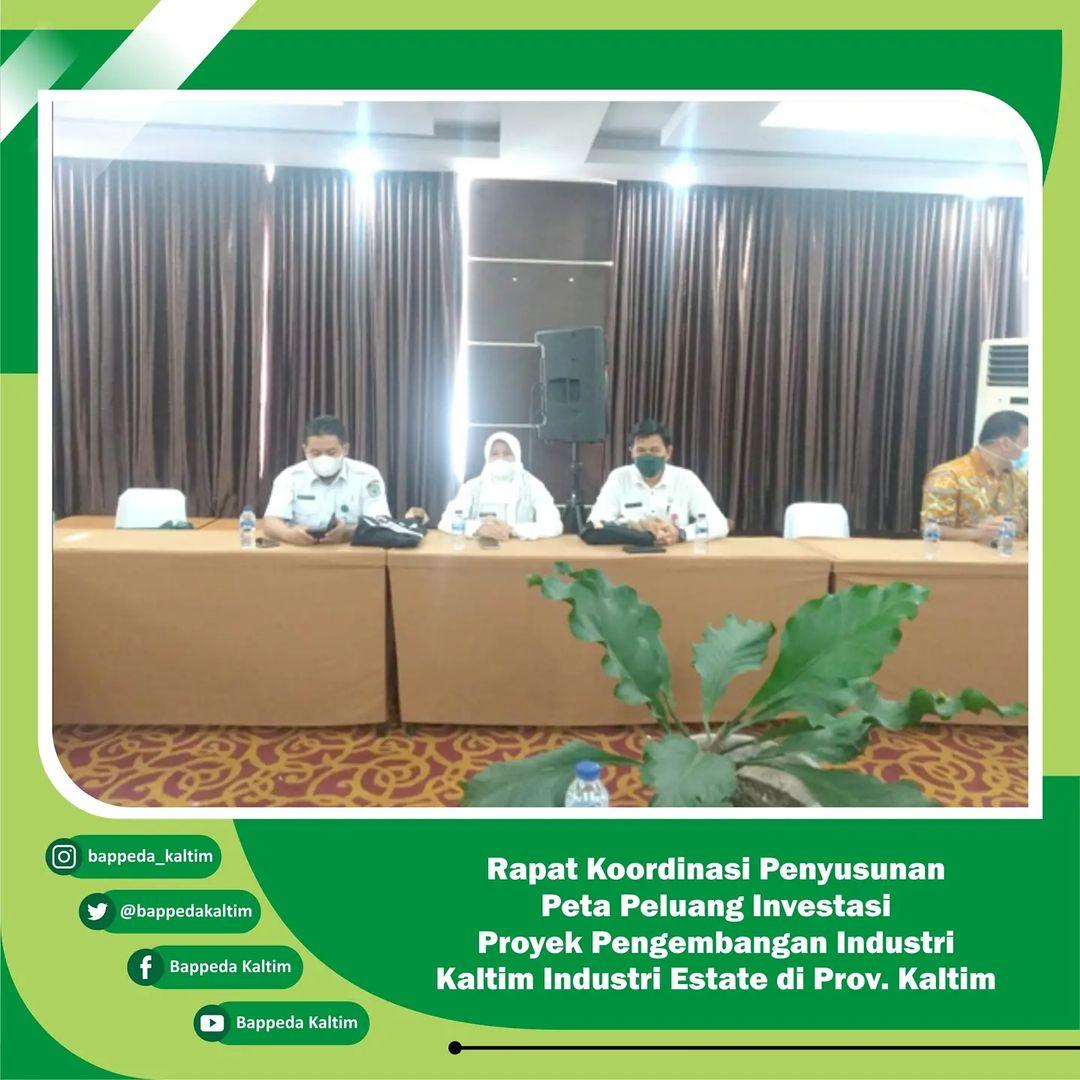 bappeda_kaltim
@bappedakaltim
Bappeda Kaltim
Bappeda Kaltim
Rapat Koordinasi Penyusunan
Peta Peluang Investasi
Proyek Pengembangan Industri
Kaltim Industri Estate di Prov. Kaltim